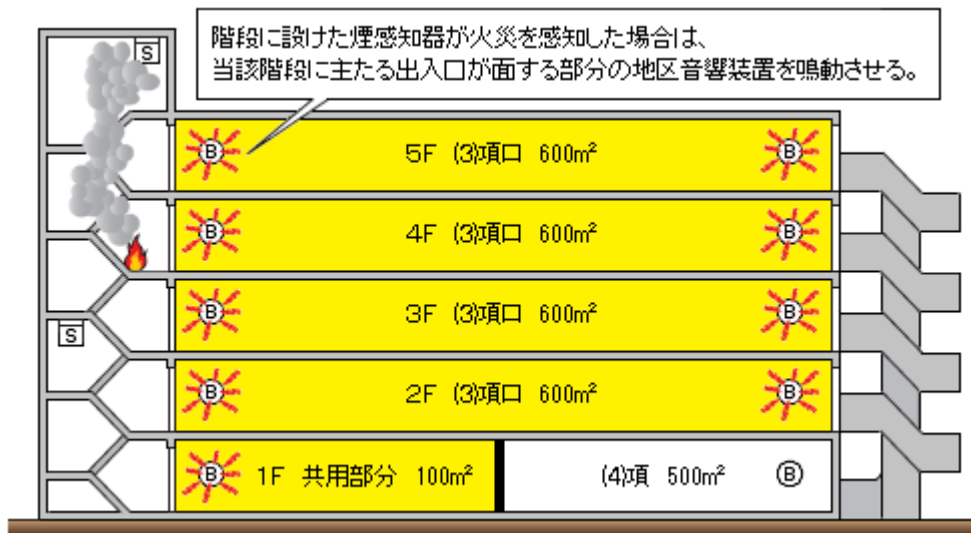 階段に設けた煙感知器が火災を感知した場合は、
当該階段に主たる出入口が面する部分の地区音響装置を鳴動させる。
S
B 5F (3)項ロ 600m² B
B 4F (3)項ロ 600m² B
B 3F (3)項ロ 600m² B
S
B 2F (3)項ロ 600m² B
B 1F 共用部分 100m² (4)項 500m² B